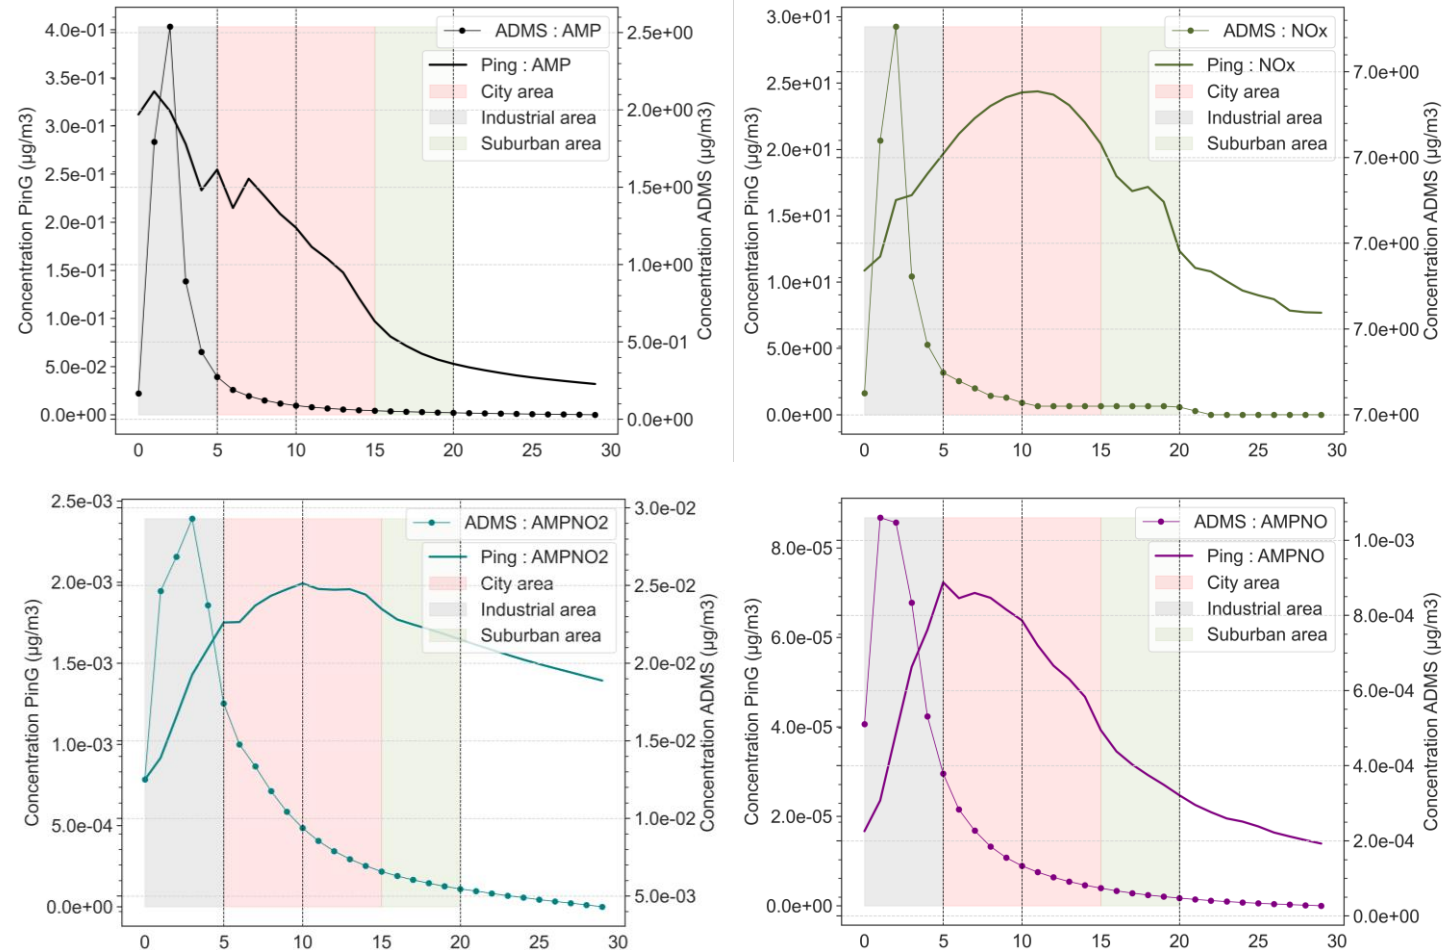 ADMS : AMP
Ping : AMP
City area
Industrial area
Suburban area
Concentration PinG (µg/m3)
Concentration ADMS (µg/m3)
4.0e-01
3.5e-01
3.0e-01
2.5e-01
2.0e-01
1.5e-01
1.0e-01
5.0e-02
0.0e+00
2.5e+00
2.0e+00
1.5e+00
1.0e+00
5.0e-01
0.0e+00
0 5 10 15 20 25 30
ADMS : NOx
Ping : NOx
City area
Industrial area
Suburban area
Concentration PinG (µg/m3)
Concentration ADMS (µg/m3)
3.0e+01
2.5e+01
2.0e+01
1.5e+01
1.0e+01
5.0e+00
0.0e+00
7.0e+00
7.0e+00
7.0e+00
7.0e+00
7.0e+00
0 5 10 15 20 25 30
ADMS : AMPNO2
Ping : AMPNO2
City area
Industrial area
Suburban area
Concentration PinG (µg/m3)
Concentration ADMS (µg/m3)
2.5e-03
2.0e-03
1.5e-03
1.0e-03
5.0e-04
0.0e+00
3.0e-02
2.5e-02
2.0e-02
1.5e-02
1.0e-02
5.0e-03
0 5 10 15 20 25 30
ADMS : AMPNO
Ping : AMPNO
City area
Industrial area
Suburban area
Concentration PinG (µg/m3)
Concentration ADMS (µg/m3)
8.0e-05
6.0e-05
4.0e-05
2.0e-05
0.0e+00
1.0e-03
8.0e-04
6.0e-04
4.0e-04
2.0e-04
0.0e+00
0 5 10 15 20 25 30